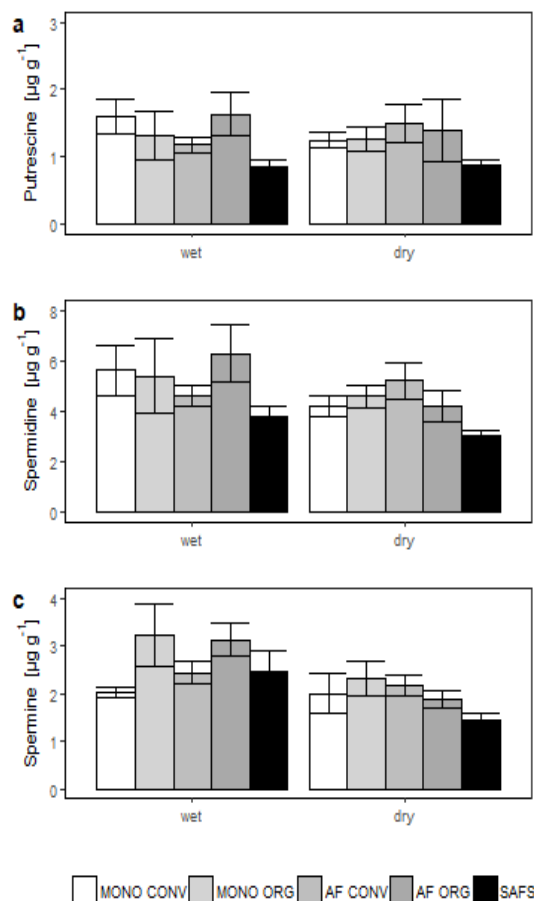 a
Putrescine [µg g⁻¹]
3
2
1
0
wet dry
b
Spermidine [µg g⁻¹]
8
6
4
2
0
wet dry
c
Spermine [µg g⁻¹]
4
3
2
1
0
wet dry
MONO CONV MONO ORG AF CONV AF ORG SAFS